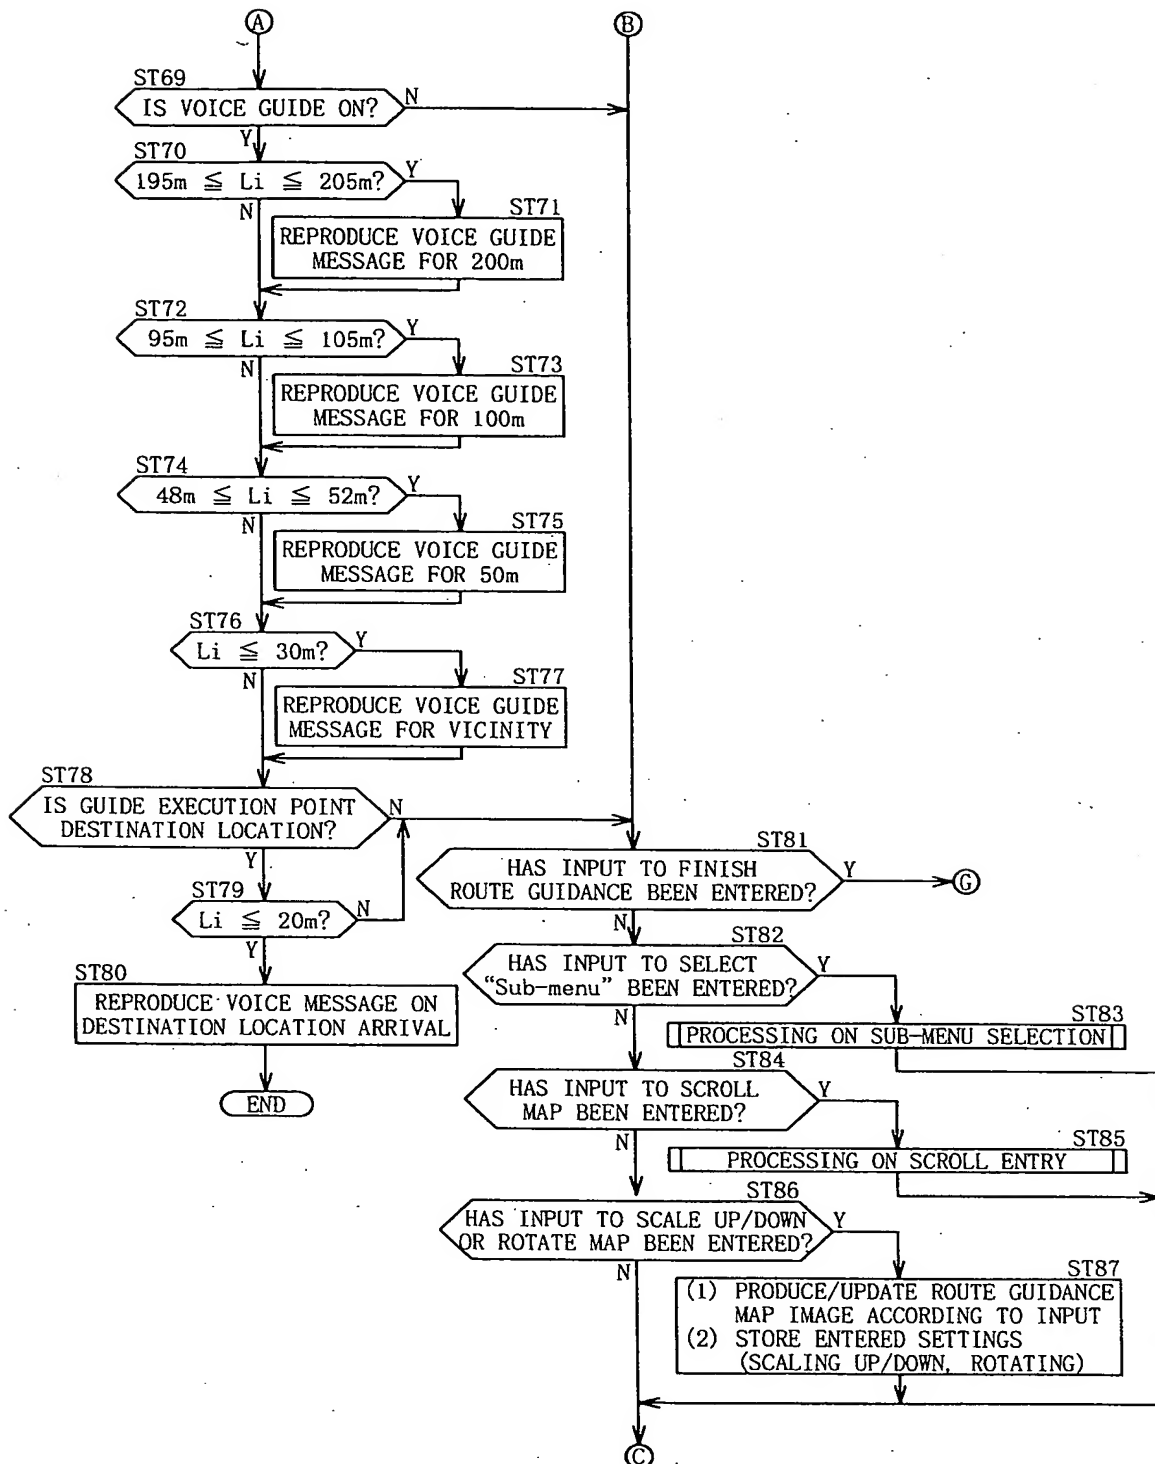 A
B
ST69
IS VOICE GUIDE ON?
N
Y
ST70
195m ≦ Li ≦ 205m?
Y
N
ST71
REPRODUCE VOICE GUIDE
MESSAGE FOR 200m
ST72
95m ≦ Li ≦ 105m?
Y
N
ST73
REPRODUCE VOICE GUIDE
MESSAGE FOR 100m
ST74
48m ≦ Li ≦ 52m?
Y
N
ST75
REPRODUCE VOICE GUIDE
MESSAGE FOR 50m
ST76
Li ≦ 30m?
Y
N
ST77
REPRODUCE VOICE GUIDE
MESSAGE FOR VICINITY
ST78
IS GUIDE EXECUTION POINT
DESTINATION LOCATION?
N
Y
ST79
Li ≦ 20m?
N
Y
ST80
REPRODUCE VOICE MESSAGE ON
DESTINATION LOCATION ARRIVAL
END
ST81
HAS INPUT TO FINISH
ROUTE GUIDANCE BEEN ENTERED?
Y
G
N
ST82
HAS INPUT TO SELECT
“Sub-menu” BEEN ENTERED?
Y
N
ST83
PROCESSING ON SUB-MENU SELECTION
ST84
HAS INPUT TO SCROLL
MAP BEEN ENTERED?
Y
N
ST85
PROCESSING ON SCROLL ENTRY
ST86
HAS INPUT TO SCALE UP/DOWN
OR ROTATE MAP BEEN ENTERED?
Y
N
ST87
(1) PRODUCE/UPDATE ROUTE GUIDANCE
MAP IMAGE ACCORDING TO INPUT
(2) STORE ENTERED SETTINGS
(SCALING UP/DOWN, ROTATING)
C